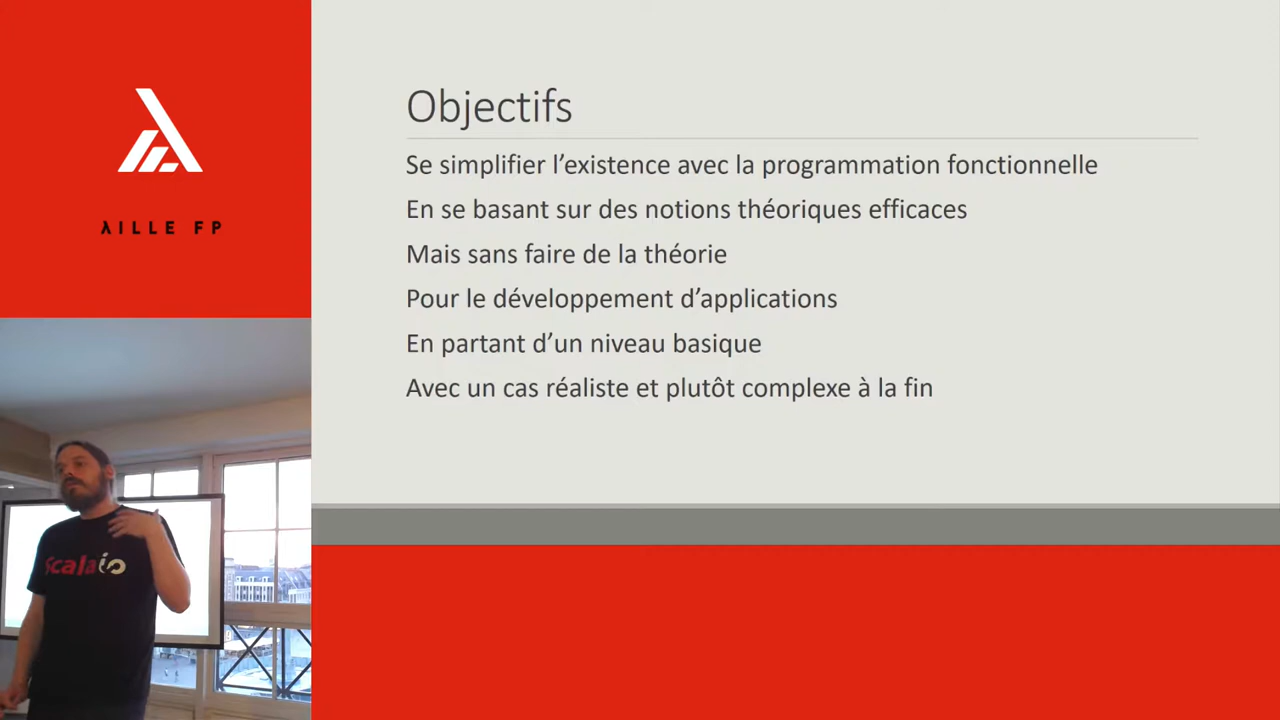 λILLE FP
Objectifs
Se simplifier l’existence avec la programmation fonctionnelle
En se basant sur des notions théoriques efficaces
Mais sans faire de la théorie
Pour le développement d’applications
En partant d’un niveau basique
Avec un cas réaliste et plutôt complexe à la fin
Scalaio